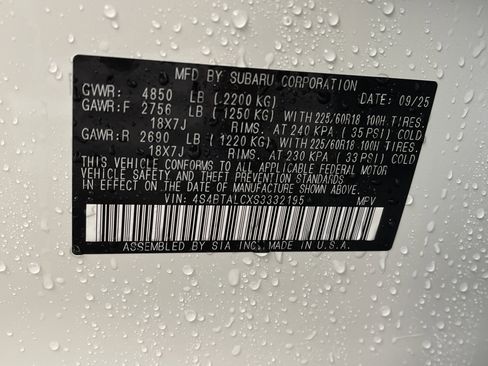 MFD BY SUBARU CORPORATION
GVWR: 4850 LB (2200 KG) DATE: 09/25
GAWR:F 2756 LB (1250 KG) WITH 225/60R18 100H TIRES,
18X7J RIMS, AT 240 KPA (35 PSI) COLD
GAWR:R 2690 LB (1220 KG) WITH 225/60R18 100H TIRES,
18X7J RIMS, AT 230 KPA (33 PSI) COLD
THIS VEHICLE CONFORMS TO ALL APPLICABLE FEDERAL MOTOR
VEHICLE SAFETY AND THEFT PREVENTION STANDARDS IN EFFECT ON
THE DATE OF MANUFACTURE SHOWN ABOVE.
VIN: 4S4BTALCXS3332195 MPV
ASSEMBLED BY SIA INC. MADE IN U.S.A.